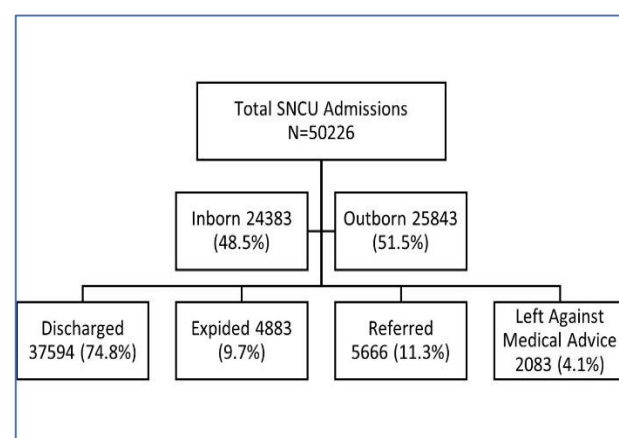 Total SNCU Admissions
N=50226
Inborn 24383
(48.5%)
Outborn 25843
(51.5%)
Discharged
37594 (74.8%)
Expided 4883
(9.7%)
Referred
5666 (11.3%)
Left Against
Medical Advice
2083 (4.1%)